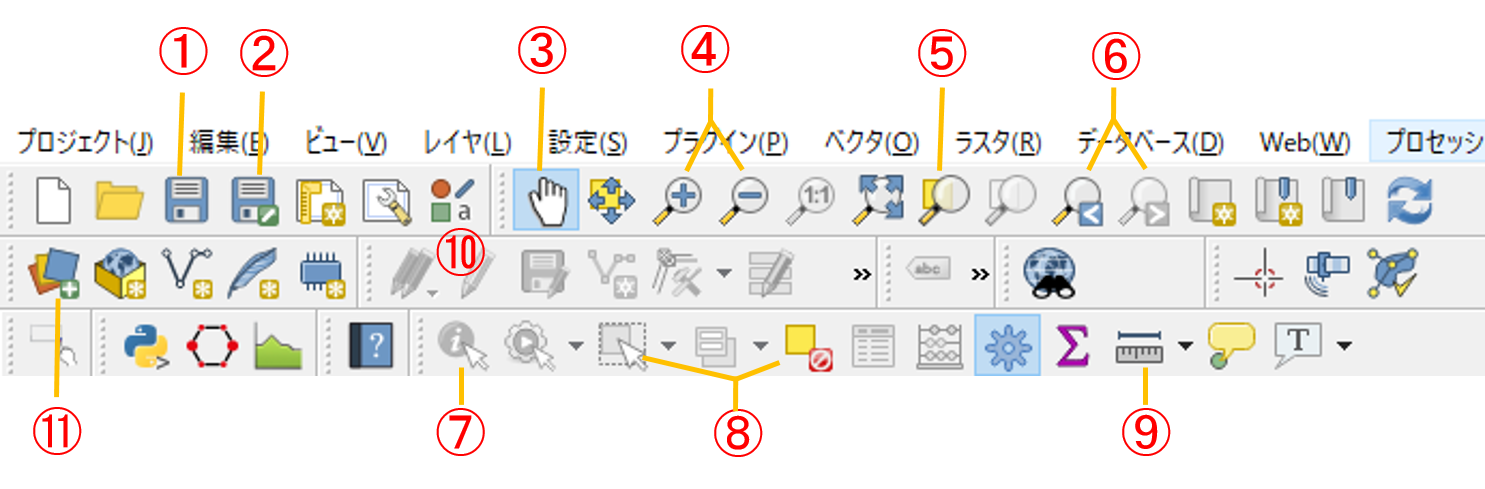 ① ② ③ ④ ⑤ ⑥
プロジェクト(J) 編集(E) ビュー(V) レイヤ(L) 設定(S) プラグイン(P) ベクタ(O) ラスタ(R) データベース(D) Web(W) プロセッシ
a 1:1
⑩ abc
? i Σ T
⑪ ⑦ ⑧ ⑨